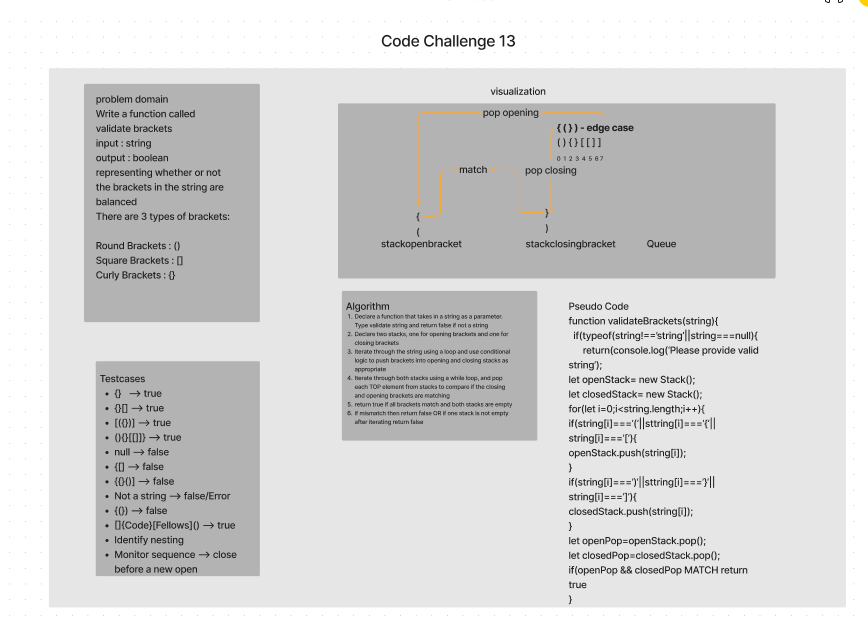 Code Challenge 13
problem domain
Write a function called
validate brackets
input : string
output : boolean
representing whether or not
the brackets in the string are
balanced
There are 3 types of brackets:
Round Brackets : ()
Square Brackets : []
Curly Brackets : {}
visualization
pop opening
{ ( } ) - edge case
( ) { } [ [ ] ]
0 1 2 3 4 5 6 7
match
pop closing
{
}
(
)
stackopenbracket
stackclosingbracket
Queue
Testcases
• {} → true
• {}[] → true
• [({})] → true
• (){}[[]]} → true
• null → false
• {[] → false
• {{}()] → false
• Not a string → false/Error
• {(}) → false
• []{Code}[Fellows]() → true
• Identify nesting
• Monitor sequence → close
before a new open
Algorithm
1. Declare a function that takes in a string as a parameter.
Type validate string and return false if not a string
2. Declare two stacks, one for opening brackets and one for
closing brackets
3. Iterate through the string using a loop and use conditional
logic to push brackets into opening and closing stacks as
appropriate
4. Iterate through both stacks using a while loop, and pop
each TOP element from stacks to compare if the closing
and opening brackets are matching
5. return true if all brackets match and both stacks are empty
6. if mismatch then return false OR if one stack is not empty
after iterating return false
Pseudo Code
function validateBrackets(string){
if(typeof(string!=='string'||string===null){
return(console.log('Please provide valid
string');
let openStack= new Stack();
let closedStack= new Stack();
for(let i=0;i<string.length;i++){
if(string[i]==='('||sttring[i]==='{'||
string[i]==='['){
openStack.push(string[i]);
}
if(string[i]===')'||sttring[i]==='}'||
string[i]===']'){
closedStack.push(string[i]);
}
let openPop=openStack.pop();
let closedPop=closedStack.pop();
if(openPop && closedPop MATCH return
true
}